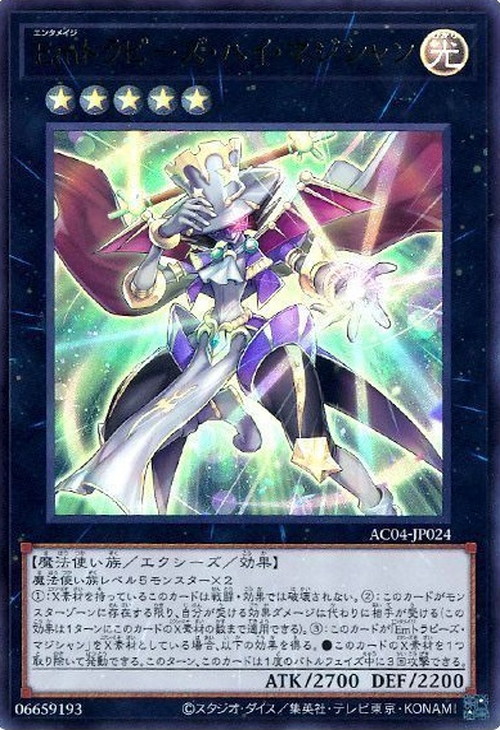 エンタメイジ
Emトラピーズ・ハイ・マジシャン
光
AC04-JP024
【魔法使い族/エクシーズ/効果】
魔法使い族レベル5モンスター×2
①:X素材を持っているこのカードは戦闘・効果では破壊されない。②:このカードがモ
ンスターゾーンに存在する限り、自分が受ける効果ダメージは代わりに相手が受ける(この
効果は1ターンにこのカードのX素材の数まで適用できる)。③:このカードが「Emトラピーズ・
マジシャン」をX素材としている場合、以下の効果を得る。●このカードのX素材を1つ
取り除いて発動できる。このターン、このカードは1度のバトルフェイズ中に3回攻撃できる。
ATK/2700 DEF/2200
06659193
©スタジオ・ダイス/集英社・テレビ東京・KONAMI